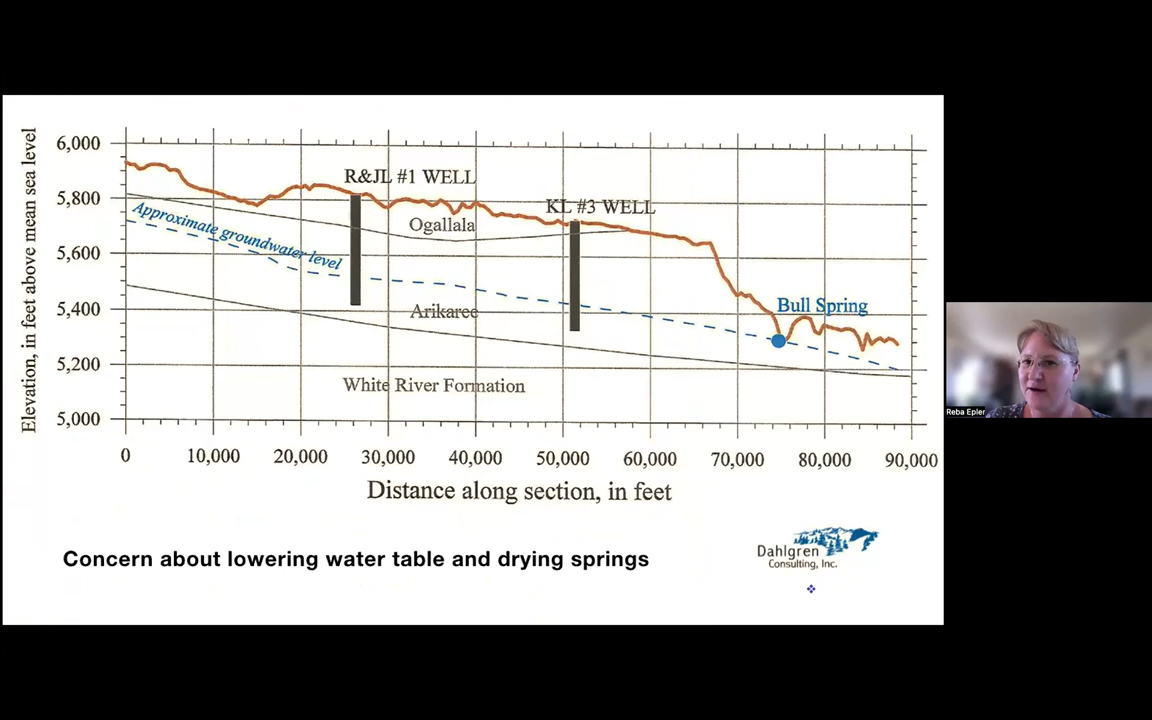 Elevation, in feet above mean sea level
6,000
5,800
5,600
5,400
5,200
5,000
R&JL #1 WELL
KL #3 WELL
Ogallala
Approximate groundwater level
Bull Spring
Arikaree
White River Formation
0 10,000 20,000 30,000 40,000 50,000 60,000 70,000 80,000 90,000
Distance along section, in feet
Concern about lowering water table and drying springs
Dahlgren
Consulting, Inc.
Reba Epler